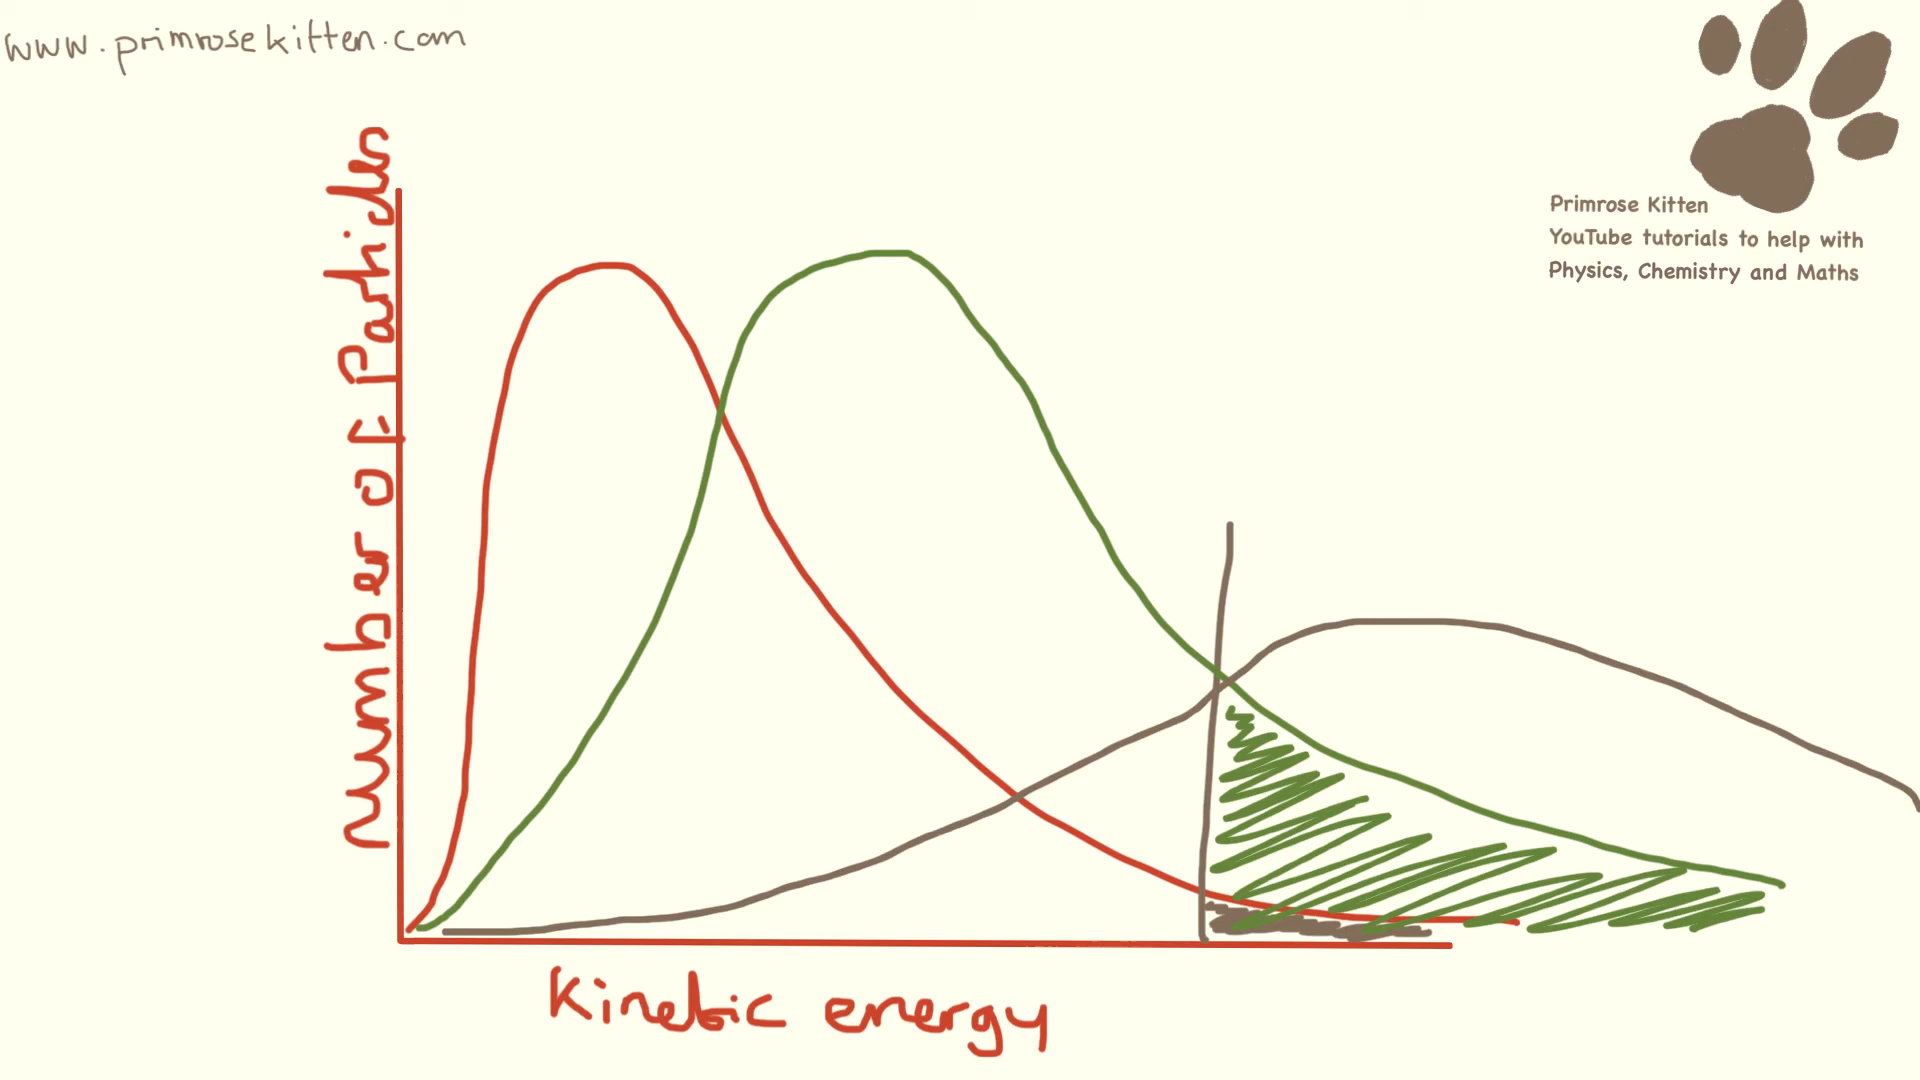 www.primrosekitten.com
Primrose Kitten
YouTube tutorials to help with
Physics, Chemistry and Maths
Number of Particles
Kinetic energy